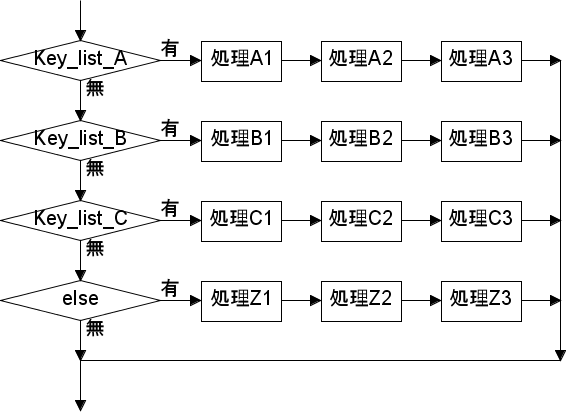 Key_list_A 有 処理A1 処理A2 処理A3
無
Key_list_B 有 処理B1 処理B2 処理B3
無
Key_list_C 有 処理C1 処理C2 処理C3
無
else 有 処理Z1 処理Z2 処理Z3
無